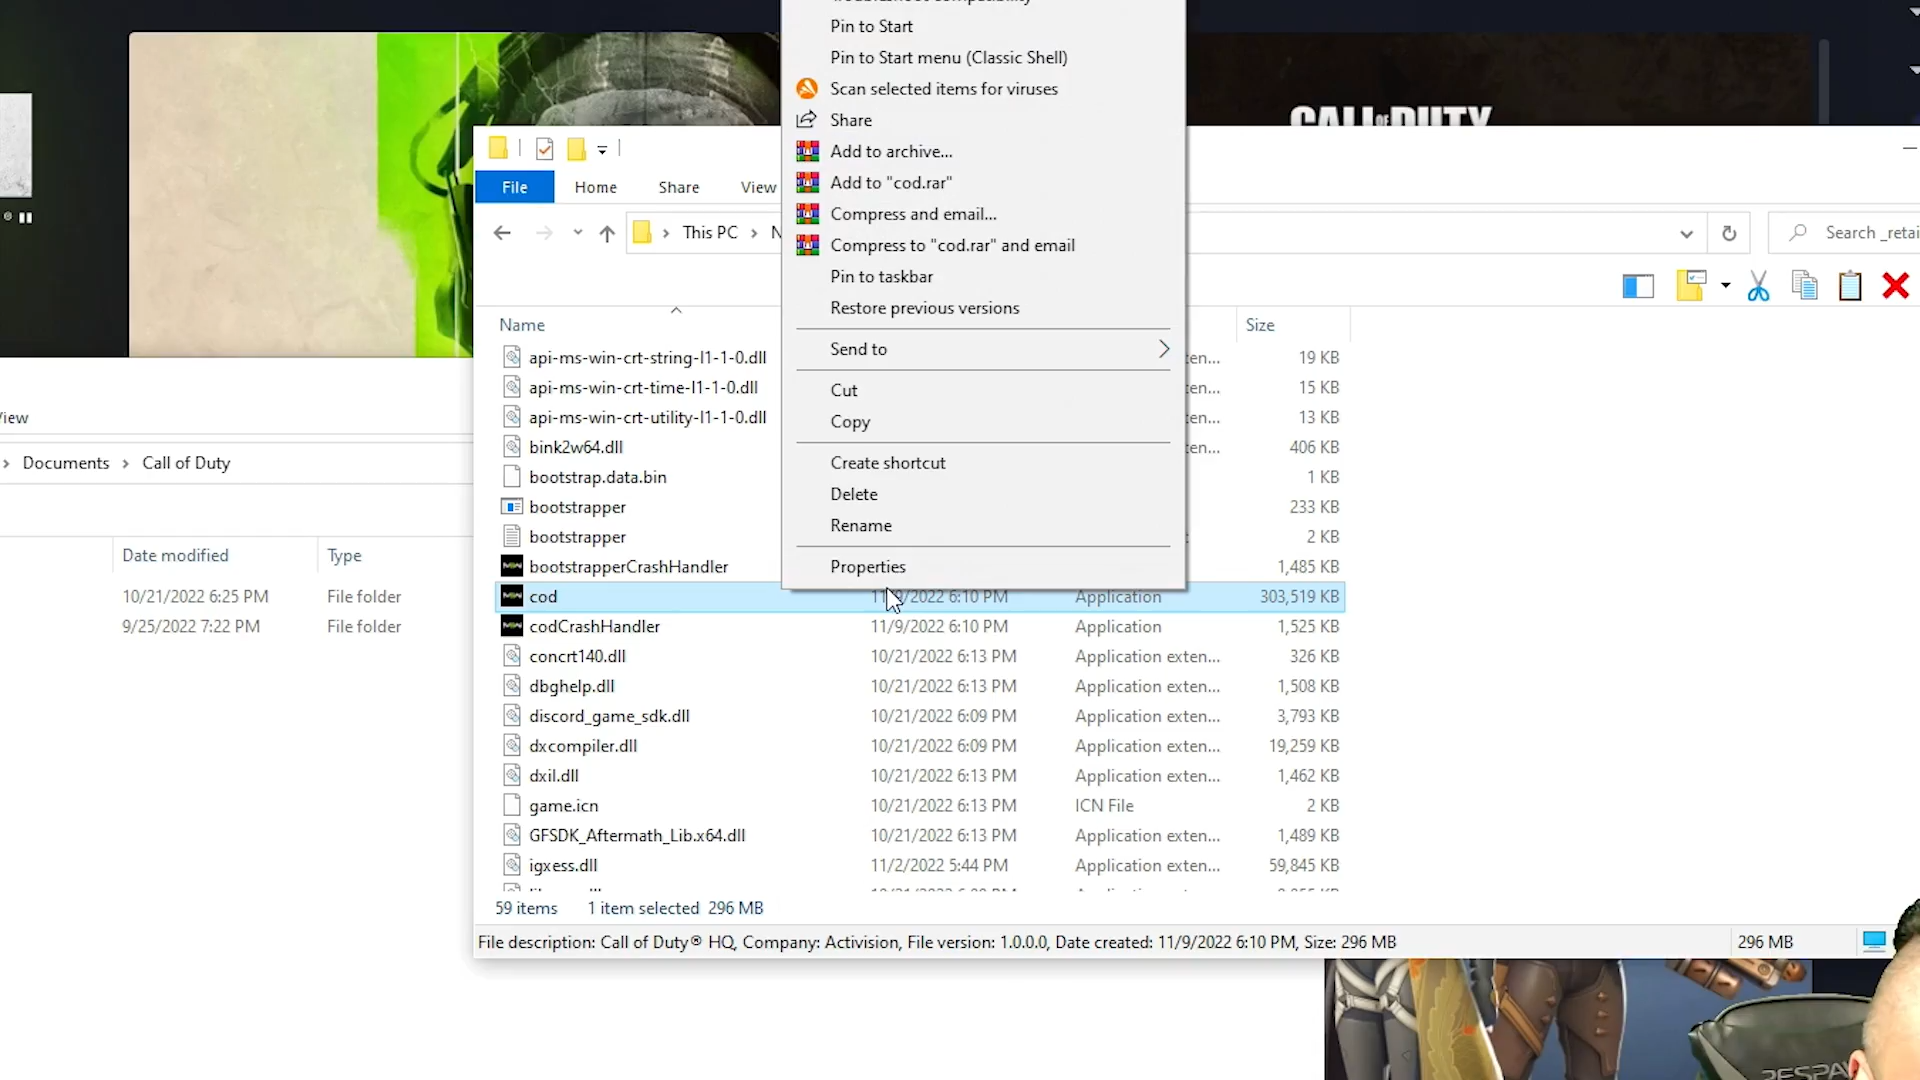 Pin to Start
Pin to Start menu (Classic Shell)
Scan selected items for viruses
Share
Add to archive...
Add to "cod.rar"
Compress and email...
Compress to "cod.rar" and email
Pin to taskbar
Restore previous versions
Send to
Cut
Copy
Create shortcut
Delete
Rename
Properties
CALL OF DUTY
File Home Share View
This PC
Search _retai
Name Size
api-ms-win-crt-string-l1-1-0.dll 19 KB
api-ms-win-crt-time-l1-1-0.dll 15 KB
api-ms-win-crt-utility-l1-1-0.dll 13 KB
bink2w64.dll 406 KB
bootstrap.data.bin 1 KB
bootstrapper 233 KB
bootstrapper 2 KB
bootstrapperCrashHandler 1,485 KB
cod 11/9/2022 6:10 PM Application 303,519 KB
codCrashHandler 11/9/2022 6:10 PM Application 1,525 KB
concrt140.dll 10/21/2022 6:13 PM Application exten... 326 KB
dbghelp.dll 10/21/2022 6:13 PM Application exten... 1,508 KB
discord_game_sdk.dll 10/21/2022 6:09 PM Application exten... 3,793 KB
dxcompiler.dll 10/21/2022 6:09 PM Application exten... 19,259 KB
dxil.dll 10/21/2022 6:13 PM Application exten... 1,462 KB
game.icn 10/21/2022 6:13 PM ICN File 2 KB
GFSDK_Aftermath_Lib.x64.dll 10/21/2022 6:13 PM Application exten... 1,489 KB
igxess.dll 11/2/2022 5:44 PM Application exten... 59,845 KB
59 items 1 item selected 296 MB
File description: Call of Duty® HQ, Company: Activision, File version: 1.0.0.0, Date created: 11/9/2022 6:10 PM, Size: 296 MB 296 MB
View
Documents Call of Duty
Date modified Type
10/21/2022 6:25 PM File folder
9/25/2022 7:22 PM File folder
RESPAW